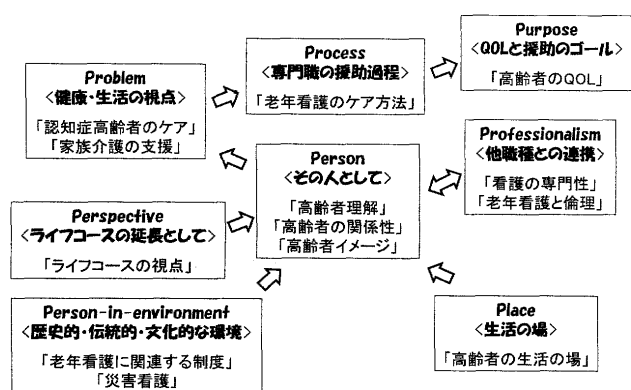 Problem
＜健康・生活の視点＞
「認知症高齢者のケア」
「家族介護の支援」
Process
＜専門職の援助過程＞
「老年看護のケア方法」
Purpose
＜QOLと援助のゴール＞
「高齢者のQOL」
Person
＜その人として＞
「高齢者理解」
「高齢者の関係性」
「高齢者イメージ」
Professionalism
＜他職種との連携＞
「看護の専門性」
「老年看護と倫理」
Perspective
＜ライフコースの延長として＞
「ライフコースの視点」
Person-in-environment
＜歴史的・伝統的・文化的な環境＞
「老年看護に関連する制度」
「災害看護」
Place
＜生活の場＞
「高齢者の生活の場」